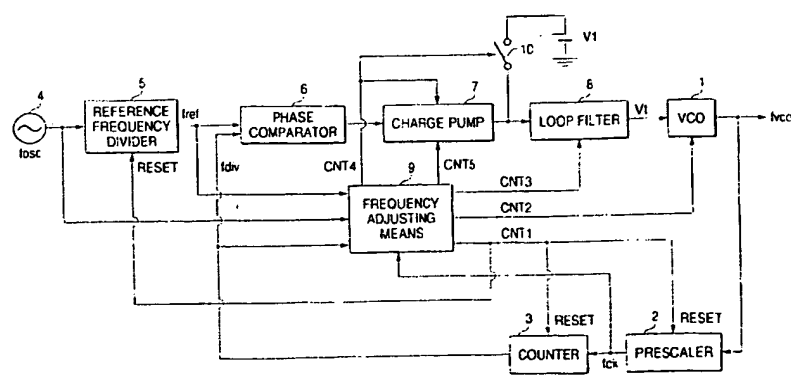 V1
10
4
5
6
7
8
1
REFERENCE
FREQUENCY
DIVIDER
fref
PHASE
COMPARATOR
CHARGE PUMP
LOOP FILTER
Vt
VCO
fvco
fosc
RESET
fdiv
CNT4
CNT5
9
FREQUENCY
ADJUSTING
MEANS
CNT3
CNT2
CNT1
3
RESET
2
RESET
COUNTER
fck
PRESCALER